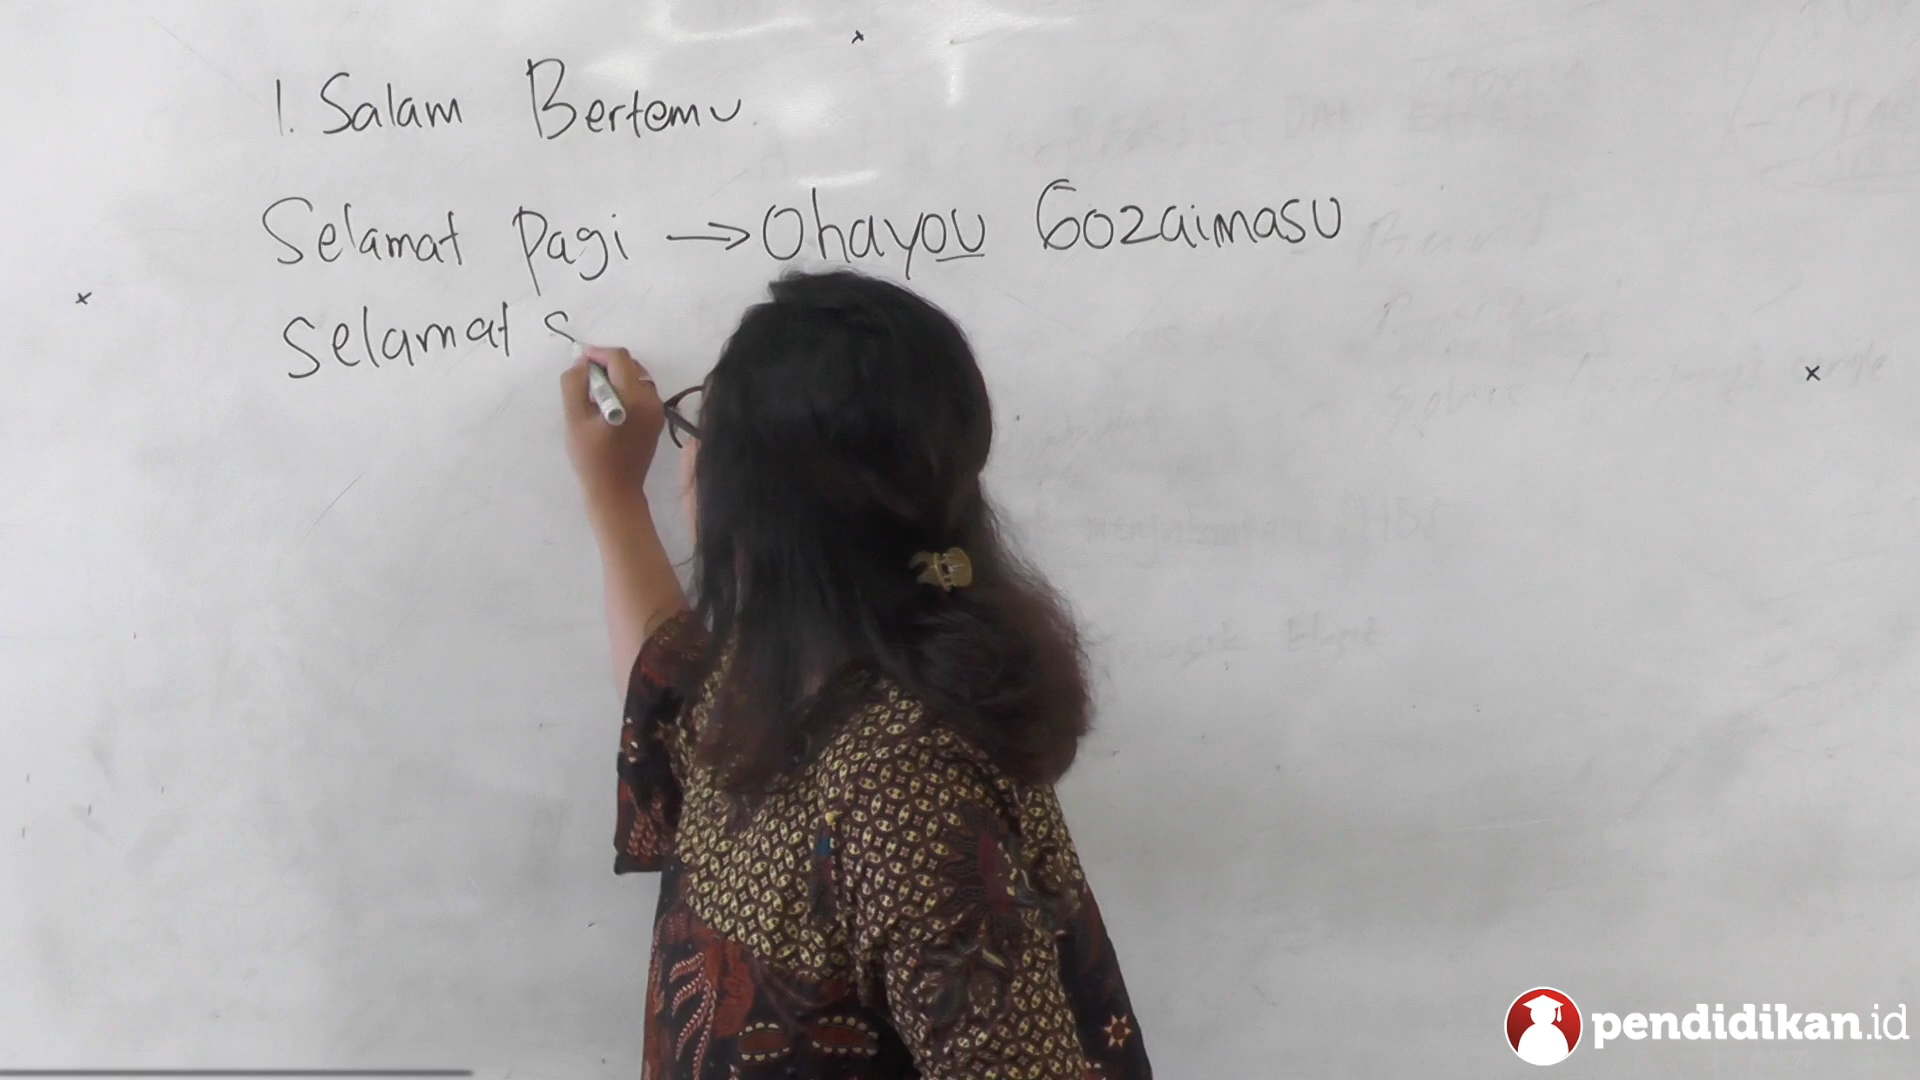 1. Salam Bertemu
Selamat pagi → Ohayou Gozaimasu
Selamat s
pendidikan.id